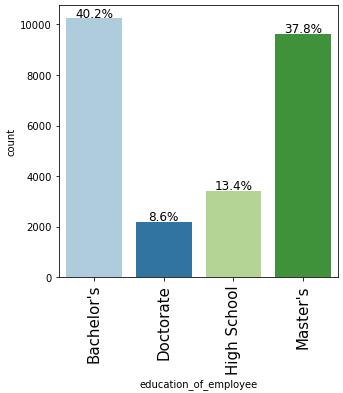 40.2%
10000
37.8%
8000
6000
count
4000
13.4%
8.6%
2000
0
Bachelor's
Doctorate
High School
Master's
education_of_employee